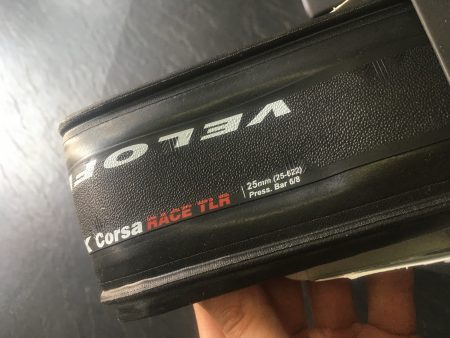 VELOF
K Corsa RACE TLR
25mm (25-622)
Press. Bar 6/8